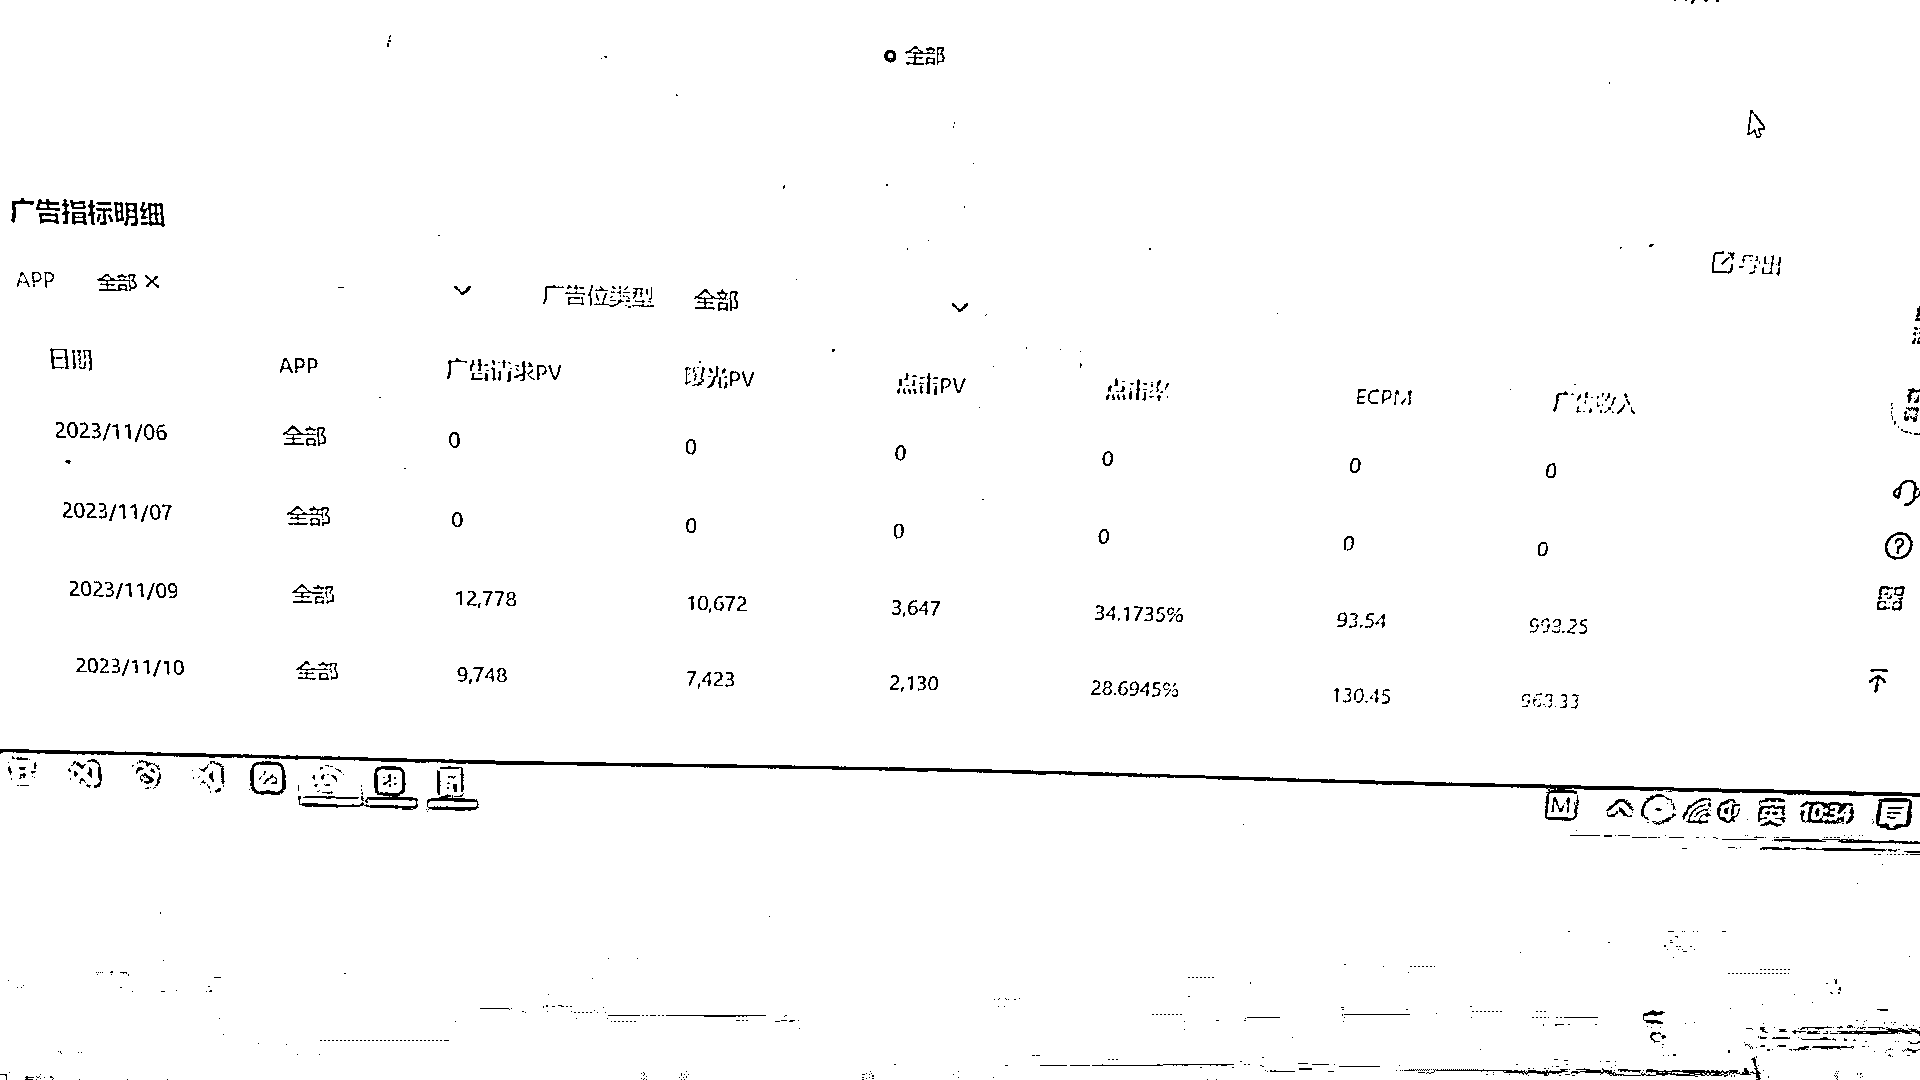 全部
广告指标明细
导出
APP 全部 × 广告位类型 全部
日期 APP 广告请求PV 曝光PV 点击PV 点击率 ECPM 广告收入
2023/11/06 全部 0 0 0 0 0 0
2023/11/07 全部 0 0 0 0 0 0
2023/11/09 全部 12,778 10,672 3,647 34.1735% 93.54 998.25
2023/11/10 全部 9,748 7,423 2,130 28.6945% 130.45 968.33
M 英 10:34